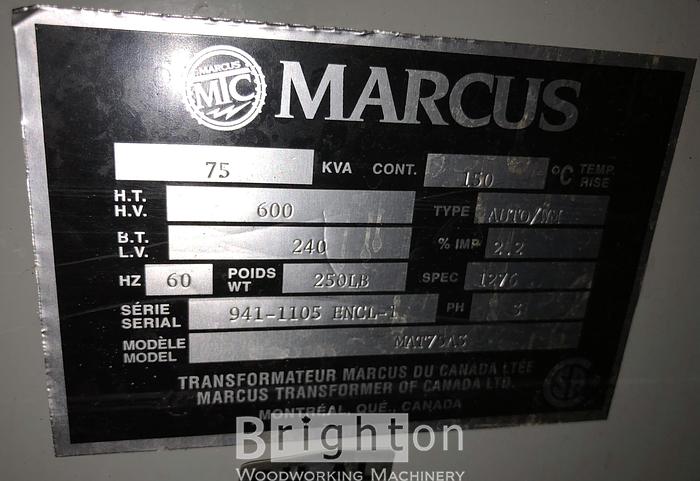 MARCUS
MTC
MARCUS
75 KVA CONT. 150 °C TEMP. RISE
H.T.
H.V. 600 TYPE
B.T.
L.V. 240 % IMP 2.2
HZ 60 POIDS
WT 250LB SPEC 1276
SÉRIE
SERIAL 941-1105 ENCL-1 PH
MODÈLE
MODEL
TRANSFORMATEUR MARCUS DU CANADA LTÉE
MARCUS TRANSFORMER OF CANADA LTD.
MONTRÉAL, QUÉ., CANADA
Brighton
WOODWORKING MACHINERY